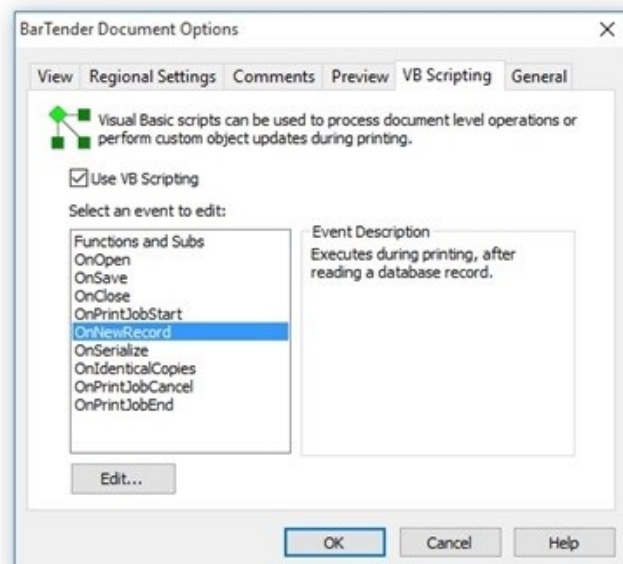 BarTender Document Options
View Regional Settings Comments Preview VB Scripting General
Visual Basic scripts can be used to process document level operations or
perform custom object updates during printing.
Use VB Scripting
Select an event to edit:
Functions and Subs
OnOpen
OnSave
OnClose
OnPrintJobStart
OnNewRecord
OnSerialize
OnIdenticalCopies
OnPrintJobCancel
OnPrintJobEnd
Event Description
Executes during printing, after
reading a database record.
Edit...
OK Cancel Help